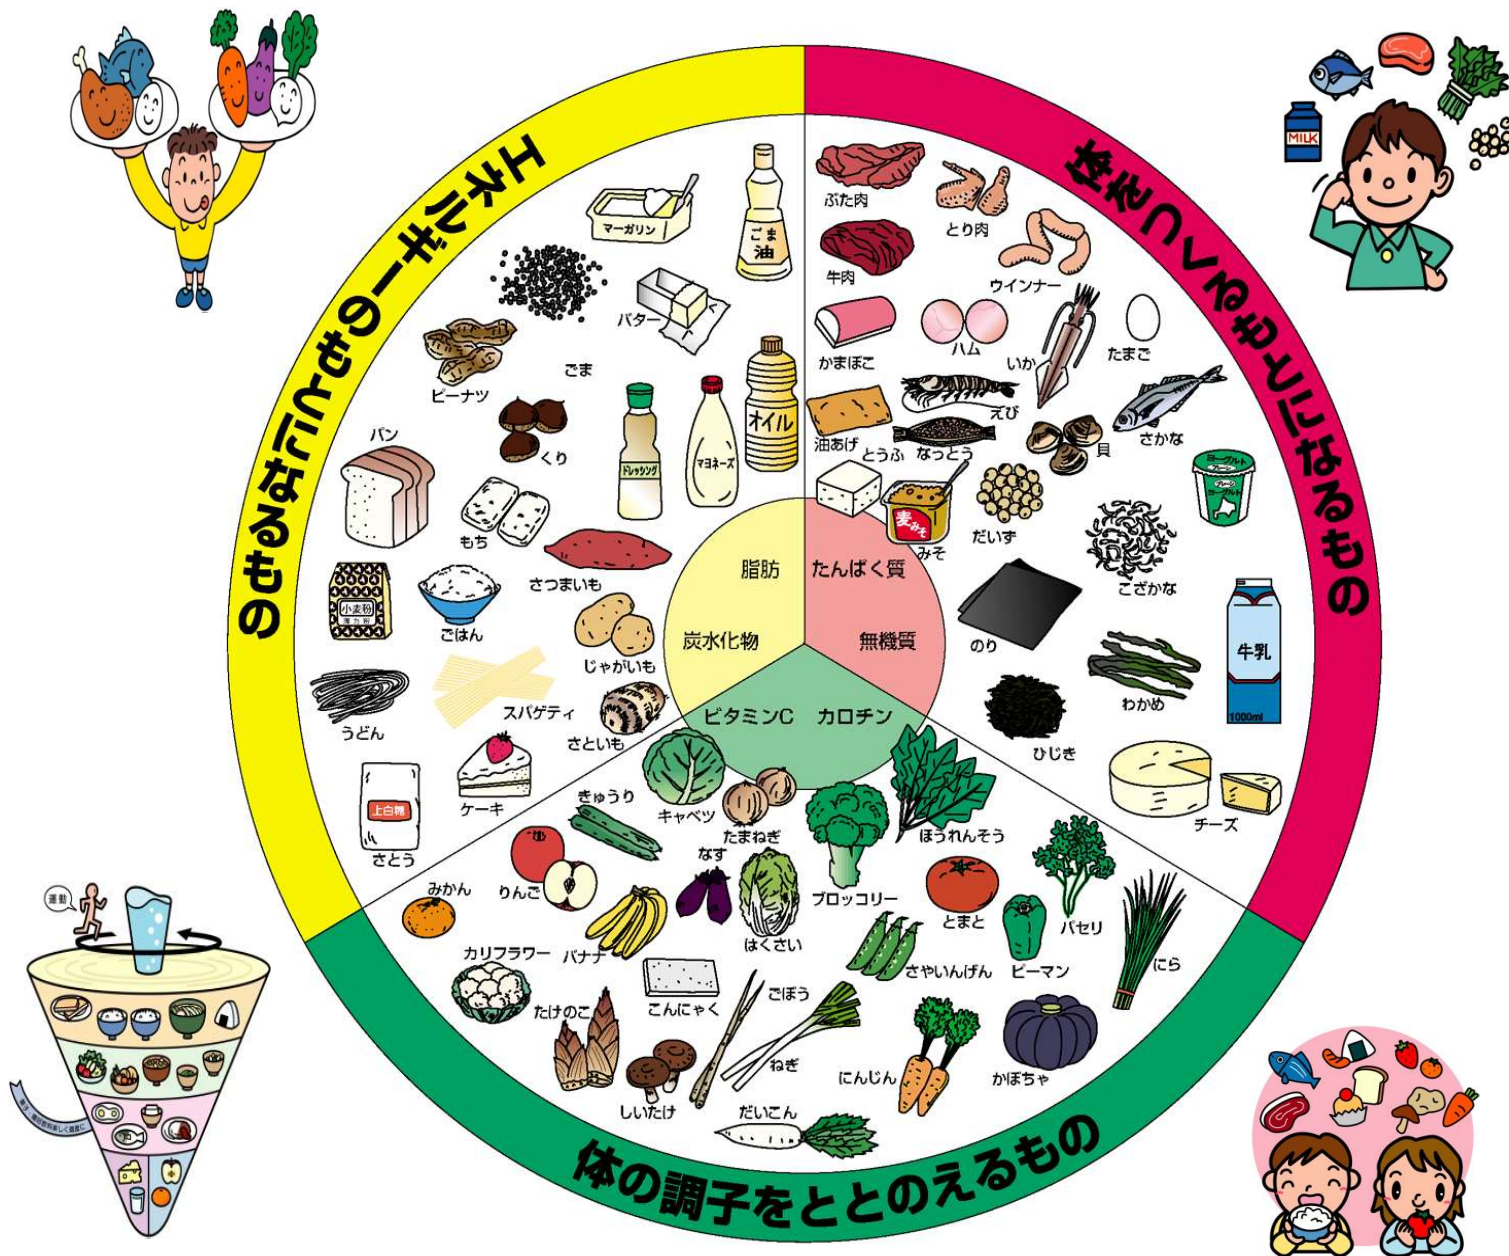 エネルギーのもとになるもの
体をつくるもとになるもの
体の調子をととのえるもの
MILK
マーガリン
ごま
油
バター
ごま
ピーナツ
くり
ドレッシング
マヨネーズ
オイル
パン
もち
さつまいも
小麦粉
薄力粉
ごはん
じゃがいも
うどん
スパゲティ
さといも
上白糖
さとう
ケーキ
ぶた肉
とり肉
牛肉
ウインナー
かまぼこ
ハム
いか
たまご
油あげ
えび
さかな
とうふ
なっとう
貝
麦みそ
みそ
だいず
ヨーグルト
プレーン
ヨーグルト
こざかな
のり
わかめ
牛乳
1000ml
ひじき
チーズ
脂肪
たんぱく質
炭水化物
無機質
ビタミンC
カロチン
きゅうり
キャベツ
たまねぎ
ほうれんそう
りんご
なす
みかん
ブロッコリー
とまと
パセリ
バナナ
はくさい
カリフラワー
さやいんげん
ピーマン
にら
たけのこ
こんにゃく
ごぼう
しいたけ
ねぎ
にんじん
かぼちゃ
だいこん
運動